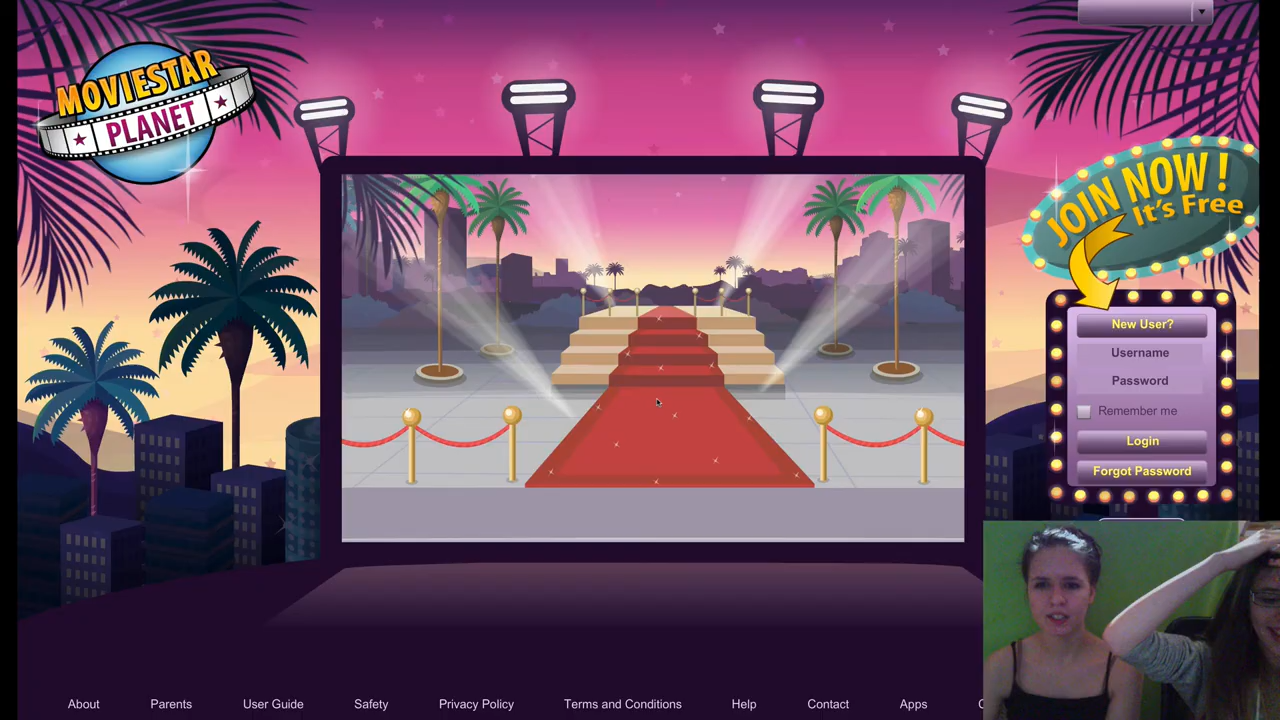 MOVIESTAR
PLANET
JOIN NOW!
It's Free
New User?
Username
Password
Remember me
Login
Forgot Password
About
Parents
User Guide
Safety
Privacy Policy
Terms and Conditions
Help
Contact
Apps